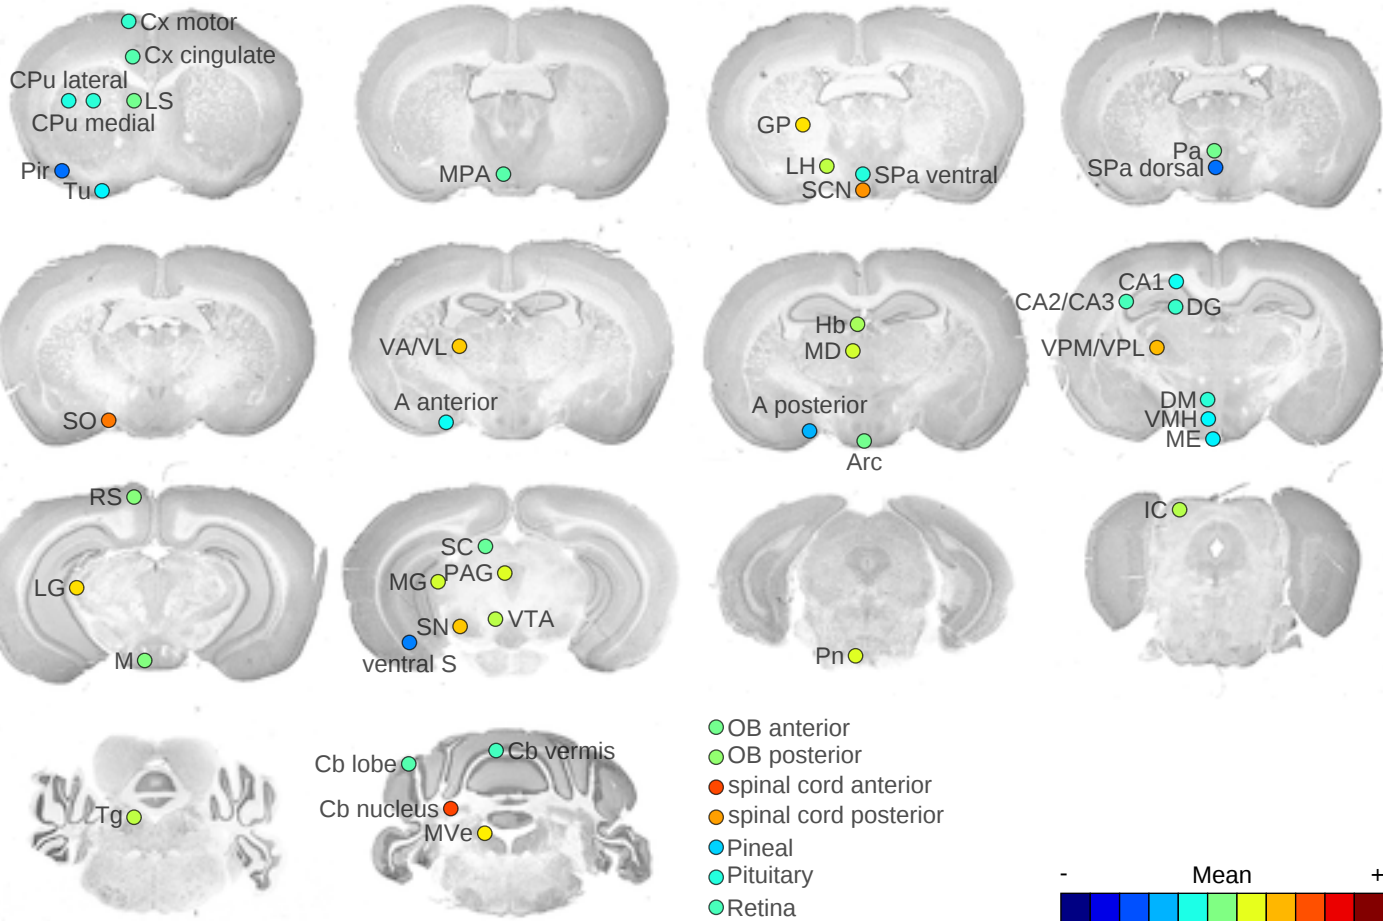 Cx motor
Cx cingulate
CPu lateral
LS
CPu medial
Pir
Tu
MPA
GP
LH
SPa ventral
SCN
Pa
SPa dorsal
SO
VA/VL
A anterior
Hb
MD
A posterior
Arc
CA1
CA2/CA3
DG
VPM/VPL
DM
VMH
ME
RS
LG
M
SC
MG PAG
SN VTA
ventral S
Pn
IC
Tg
Cb lobe
Cb vermis
Cb nucleus
MVe
OB anterior
OB posterior
spinal cord anterior
spinal cord posterior
Pineal
Pituitary
Retina
- Mean +